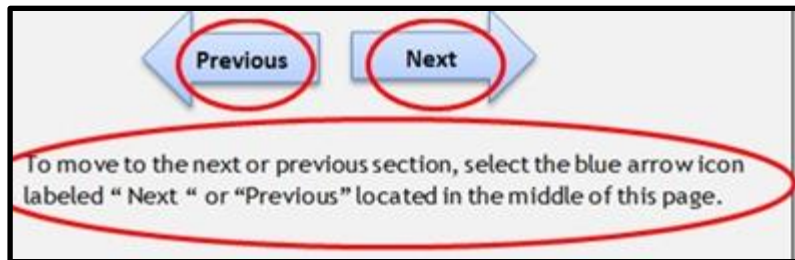 Previous Next
To move to the next or previous section, select the blue arrow icon
labeled “ Next “ or “Previous” located in the middle of this page.